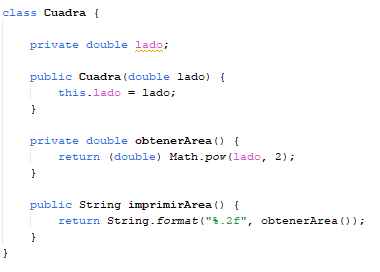 class Cuadra {
private double lado;
public Cuadra(double lado) {
this.lado = lado;
}
private double obtenerArea() {
return (double) Math.pow(lado, 2);
}
public String imprimirArea() {
return String.format("%.2f", obtenerArea());
}
}